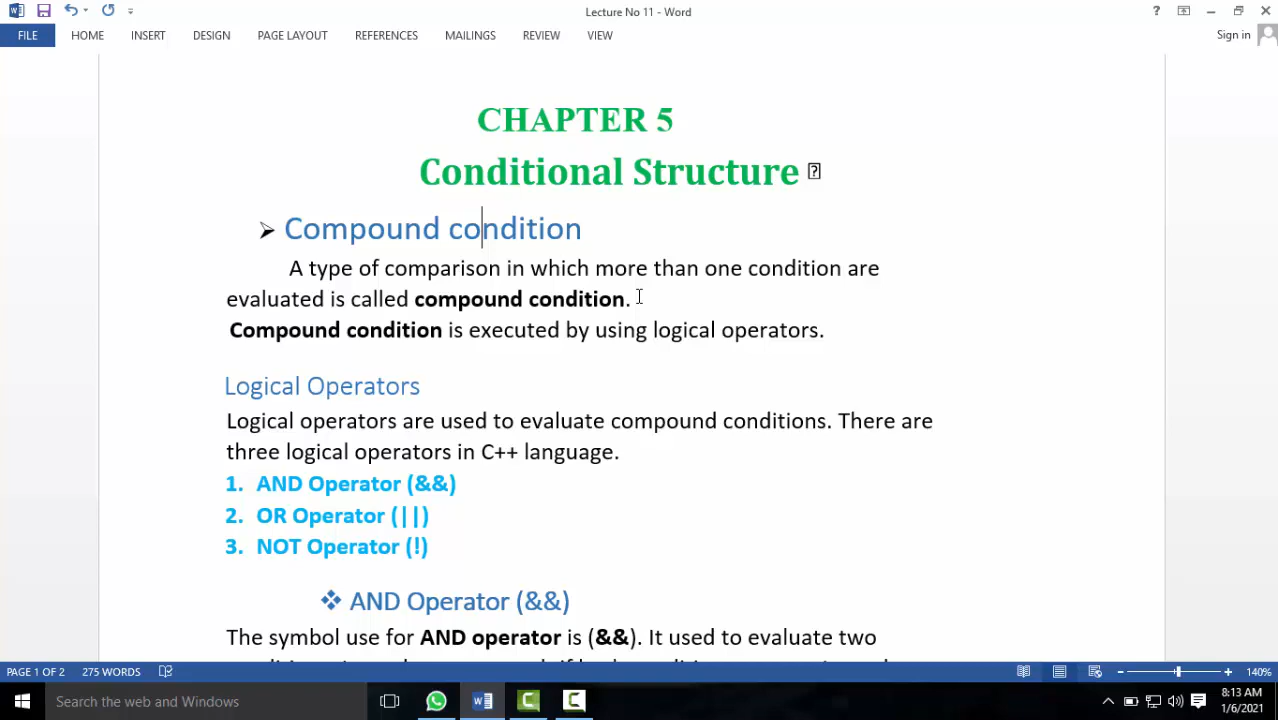 Lecture No 11 - Word
?
FILE HOME INSERT DESIGN PAGE LAYOUT REFERENCES MAILINGS REVIEW VIEW Sign in
CHAPTER 5
Conditional Structure
Compound condition
A type of comparison in which more than one condition are
evaluated is called compound condition.
Compound condition is executed by using logical operators.
Logical Operators
Logical operators are used to evaluate compound conditions. There are
three logical operators in C++ language.
1. AND Operator (&&)
2. OR Operator (||)
3. NOT Operator (!)
AND Operator (&&)
The symbol use for AND operator is (&&). It used to evaluate two
PAGE 1 OF 2 275 WORDS 140%
Search the web and Windows
8:13 AM
1/6/2021